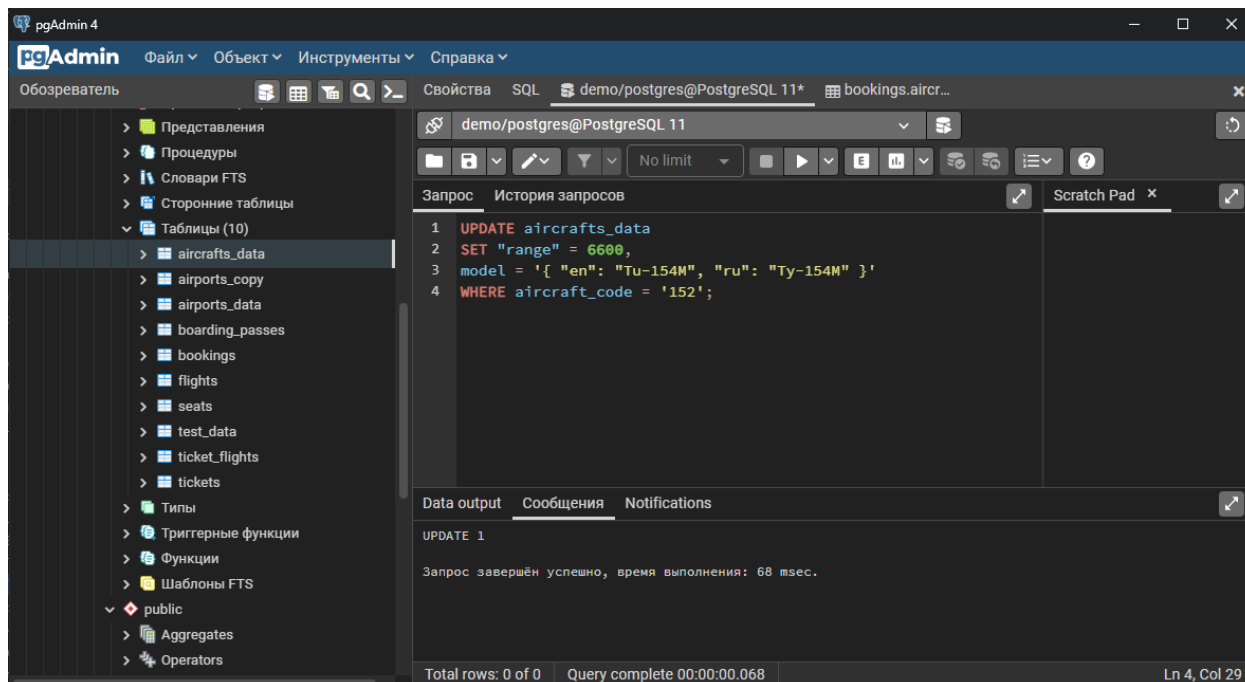 pgAdmin 4
pgAdmin Файл Объект Инструменты Справка
Обозреватель
Свойства SQL demo/postgres@PostgreSQL 11* bookings.aircr...
Представления
Процедуры
Словари FTS
Сторонние таблицы
Таблицы (10)
aircrafts_data
airports_copy
airports_data
boarding_passes
bookings
flights
seats
test_data
ticket_flights
tickets
Типы
Триггерные функции
Функции
Шаблоны FTS
public
Aggregates
Operators
demo/postgres@PostgreSQL 11
No limit
E
Запрос История запросов
Scratch Pad
1 UPDATE aircrafts_data
2 SET "range" = 6600,
3 model = '{ "en": "Tu-154M", "ru": "Ту-154М" }'
4 WHERE aircraft_code = '152';
Data output Сообщения Notifications
UPDATE 1
Запрос завершён успешно, время выполнения: 68 msec.
Total rows: 0 of 0 Query complete 00:00:00.068 Ln 4, Col 29